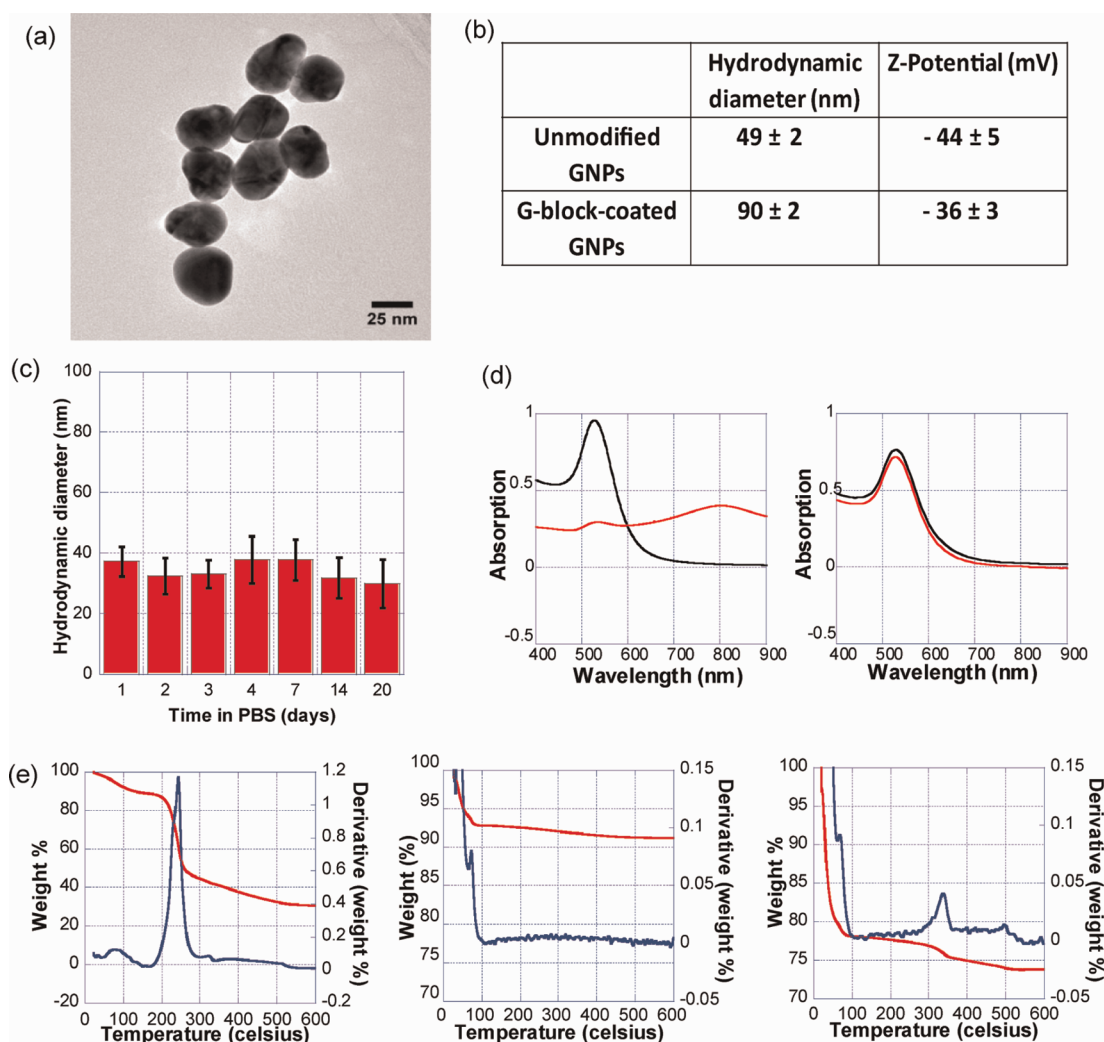 (a)
25 nm
(b)
Hydrodynamic diameter (nm)
Z-Potential (mV)
Unmodified GNPs
49 ± 2
- 44 ± 5
G-block-coated GNPs
90 ± 2
- 36 ± 3
(c)
Hydrodynamic diameter (nm)
100
80
60
40
20
0
1 2 3 4 7 14 20
Time in PBS (days)
(d)
Absorption
1
0.5
0
-0.5
400 500 600 700 800 900
Wavelength (nm)
Absorption
1
0.5
0
-0.5
400 500 600 700 800 900
Wavelength (nm)
(e)
Weight %
100
80
60
40
20
0
-20
0 100 200 300 400 500 600
Temperature (celsius)
1.2
1
0.8
0.6
0.4
0.2
0
-0.2
Derivative (weight %)
Weight (%)
100
95
90
85
80
75
70
0 100 200 300 400 500 600
Temperature (celsius)
0.15
0.1
0.05
0
-0.05
Derivative (weight %)
Weight %
100
95
90
85
80
75
70
0 100 200 300 400 500 600
Temperature (celsius)
0.15
0.1
0.05
0
-0.05
Derivative (weight %)